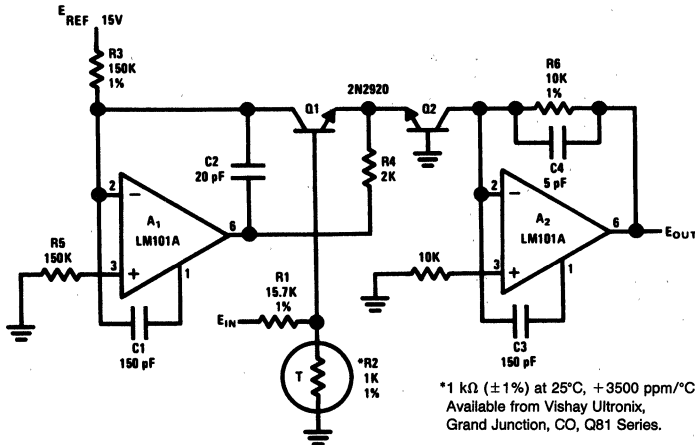 E
REF 15V
R3
150K
1%
2N2920
Q1
Q2
R6
10K
1%
C4
5 pF
C2
20 pF
R4
2K
2
A1
LM101A
6
3
1
R5
150K
C1
150 pF
R1
15.7K
1%
EIN
T
*R2
1K
1%
2
A2
LM101A
6
EOUT
10K
3
1
C3
150 pF
*1 kΩ (±1%) at 25°C, +3500 ppm/°C
Available from Vishay Ultronix,
Grand Junction, CO, Q81 Series.